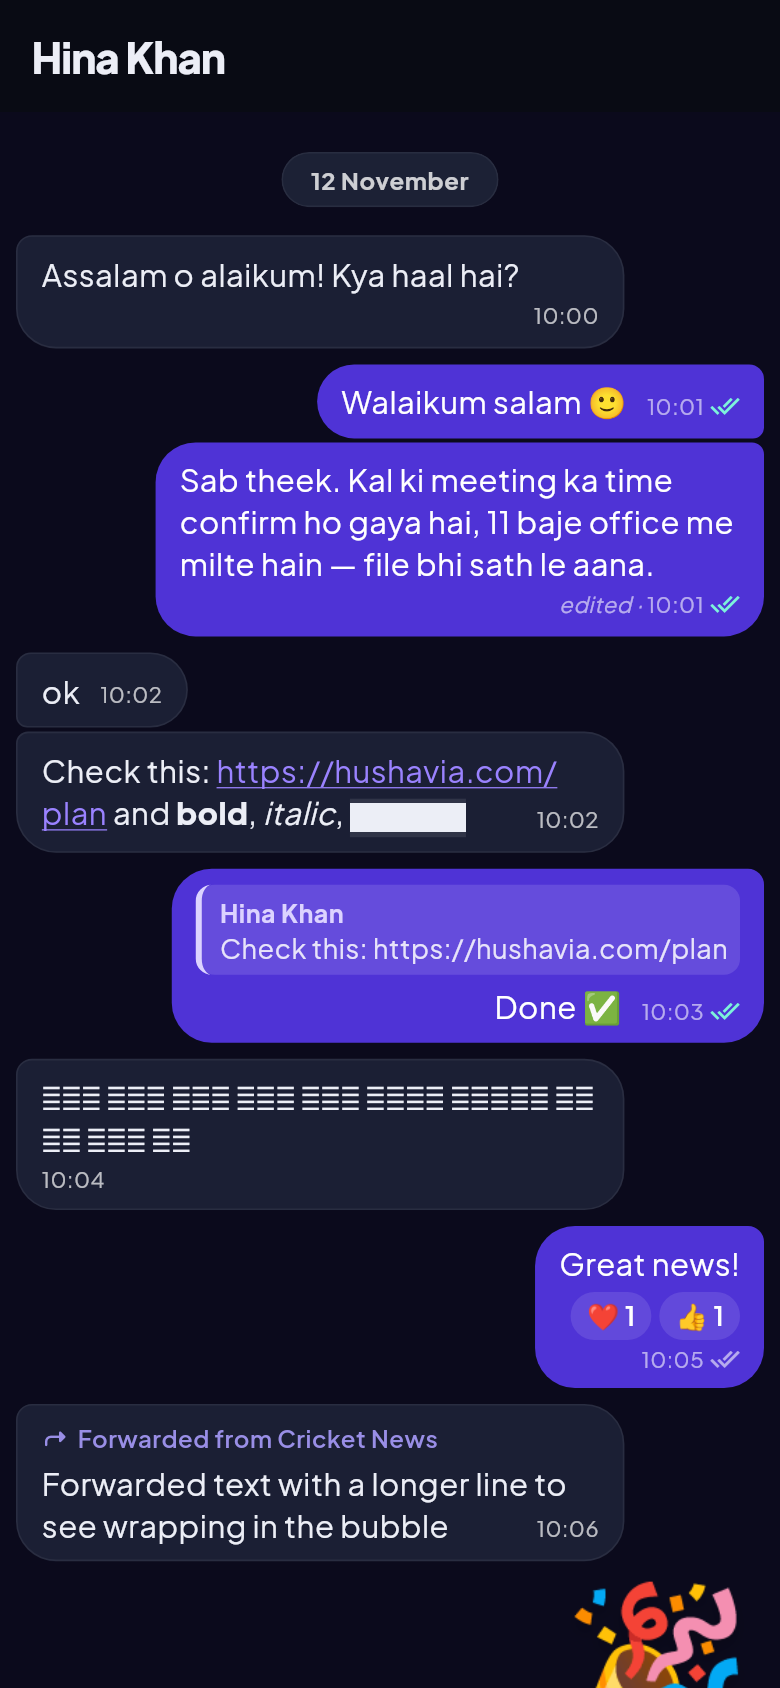 Hina Khan
12 November
Assalam o alaikum! Kya haal hai?
10:00
Walaikum salam 🙂 10:01
Sab theek. Kal ki meeting ka time
confirm ho gaya hai, 11 baje office me
milte hain — file bhi sath le aana.
edited · 10:01
ok 10:02
Check this: https://hushavia.com/
plan and bold, italic, 10:02
Hina Khan
Check this: https://hushavia.com/plan
Done ✅ 10:03
10:04
Great news!
❤️ 1 👍 1
10:05
Forwarded from Cricket News
Forwarded text with a longer line to
see wrapping in the bubble 10:06